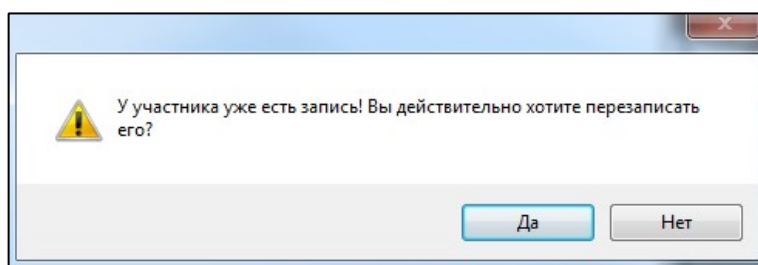 У участника уже есть запись! Вы действительно хотите перезаписать
его?
Да
Нет